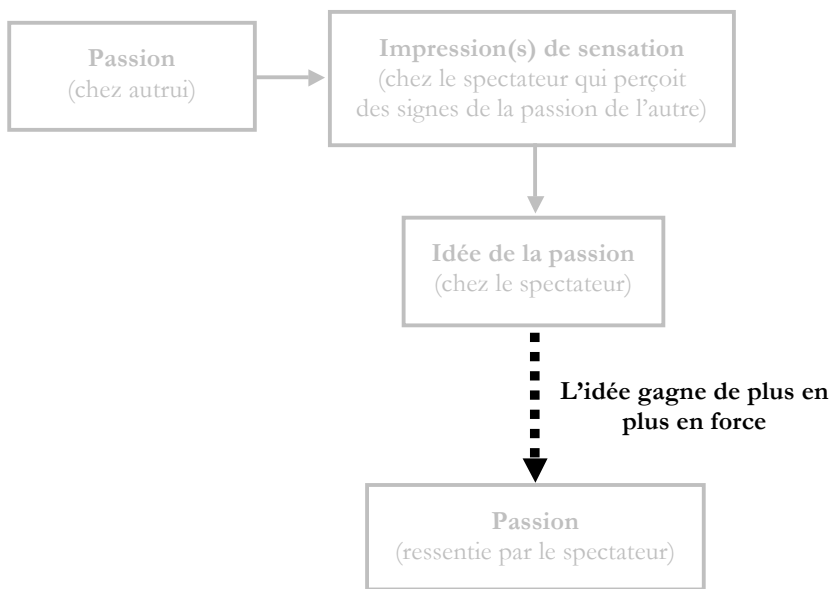 Passion
(chez autrui)
Impression(s) de sensation
(chez le spectateur qui perçoit
des signes de la passion de l’autre)
Idée de la passion
(chez le spectateur)
L’idée gagne de plus en
plus en force
Passion
(ressentie par le spectateur)